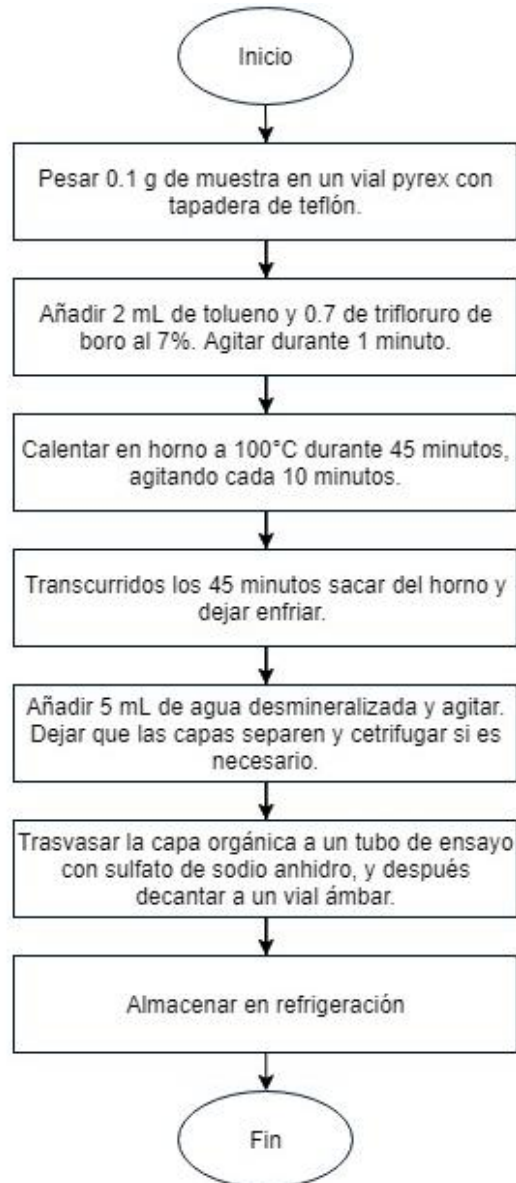 Inicio
Pesar 0.1 g de muestra en un vial pyrex con
tapadera de teflón.
Añadir 2 mL de tolueno y 0.7 de trifloruro de
boro al 7%. Agitar durante 1 minuto.
Calentar en horno a 100°C durante 45 minutos,
agitando cada 10 minutos.
Transcurridos los 45 minutos sacar del horno y
dejar enfriar.
Añadir 5 mL de agua desmineralizada y agitar.
Dejar que las capas separen y cetrifugar si es
necesario.
Trasvasar la capa orgánica a un tubo de ensayo
con sulfato de sodio anhidro, y después
decantar a un vial ámbar.
Almacenar en refrigeración
Fin